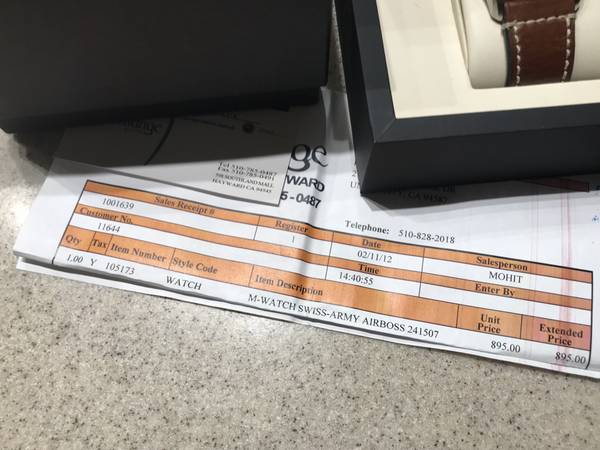 Tel 510-785-0487
Fax 510-785-0491
HAYWARD CA 94545
ge
WARD
5-0487
Telephone: 510-828-2018
Sales Receipt # Register Date Salesperson
1001639 1 02/11/12 MOHIT
Customer No. Time Enter By
11644 14:40:55
Qty Tax Item Number Style Code Item Description Unit Price Extended Price
1.00 Y 105173 WATCH M-WATCH SWISS-ARMY AIRBOSS 241507 895.00 895.00